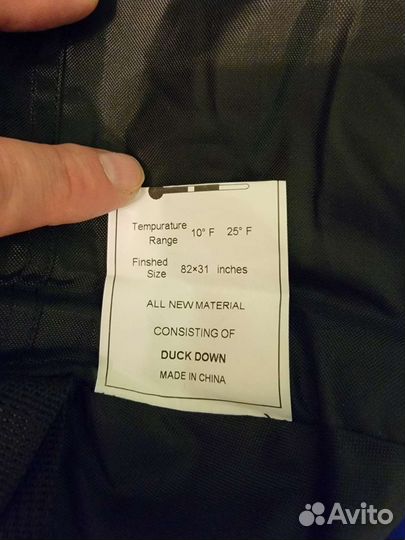 Tempurature Range 10° F 25° F
Finshed Size 82×31 inches
ALL NEW MATERIAL
CONSISTING OF
DUCK DOWN
MADE IN CHINA
Avito